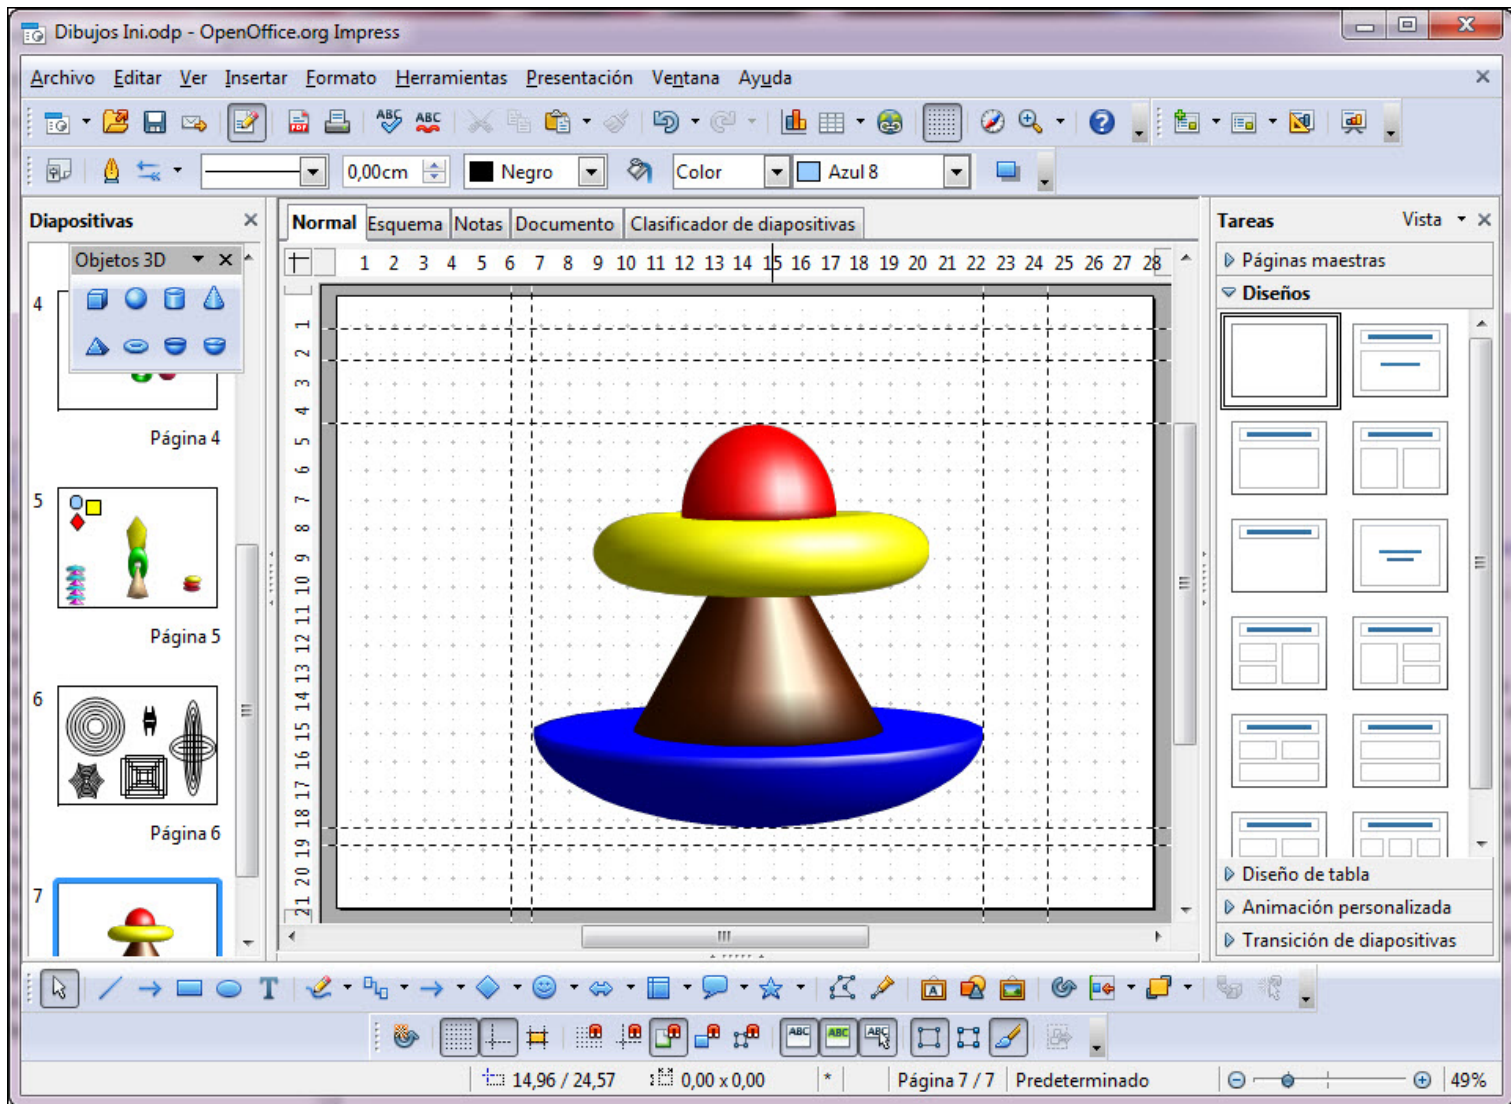 Dibujos Ini.odp - OpenOffice.org Impress
Archivo Editar Ver Insertar Formato Herramientas Presentación Ventana Ayuda
0,00cm Negro Color Azul 8
Diapositivas
Objetos 3D
4
Página 4
5
Página 5
6
Página 6
7
Normal Esquema Notas Documento Clasificador de diapositivas
1 2 3 4 5 6 7 8 9 10 11 12 13 14 15 16 17 18 19 20 21 22 23 24 25 26 27 28
1
2
3
4
5
6
7
8
9
10
11
12
13
14
15
16
17
18
19
20
21
Tareas Vista
Páginas maestras
Diseños
Diseño de tabla
Animación personalizada
Transición de diapositivas
14,96 / 24,57 0,00 x 0,00 * Página 7 / 7 Predeterminado 49%